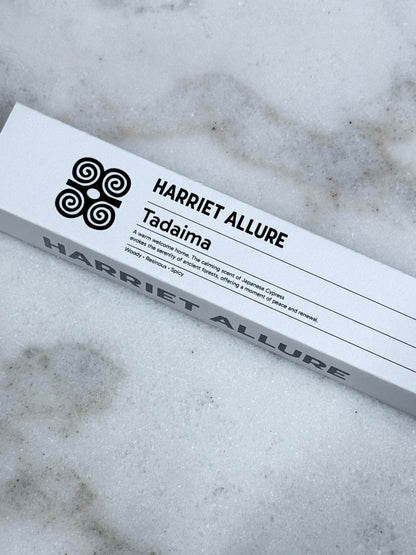 HARRIET ALLURE
Tadaima
A warm welcome home. The calming scent of Japanese Cypress
evokes the serenity of ancient forests, offering a moment of peace and renewal.
Woody • Resinous • Spicy
HARRIET ALLURE